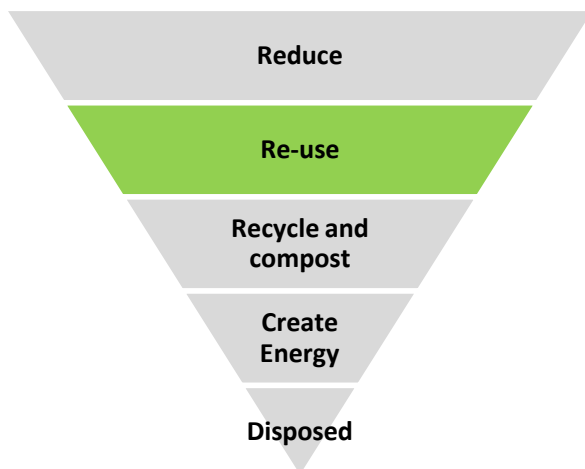 Reduce
Re-use
Recycle and
compost
Create
Energy
Disposed